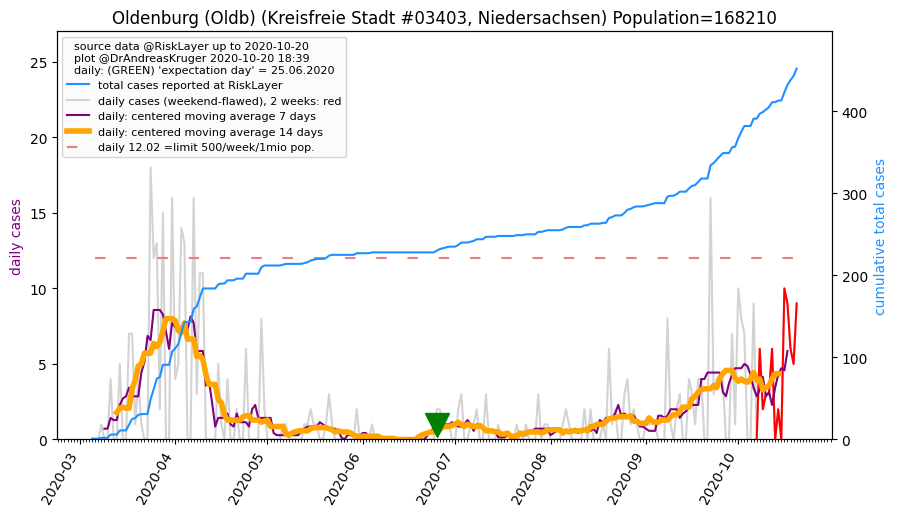 Oldenburg (Oldb) (Kreisfreie Stadt #03403, Niedersachsen) Population=168210
source data @RiskLayer up to 2020-10-20
plot @DrAndreasKruger 2020-10-20 18:39
daily: (GREEN) 'expectation day' = 25.06.2020
total cases reported at RiskLayer
daily cases (weekend-flawed), 2 weeks: red
daily: centered moving average 7 days
daily: centered moving average 14 days
daily 12.02 =limit 500/week/1mio pop.
daily cases
25
20
15
10
5
0
cumulative total cases
400
300
200
100
0
2020-03
2020-04
2020-05
2020-06
2020-07
2020-08
2020-09
2020-10